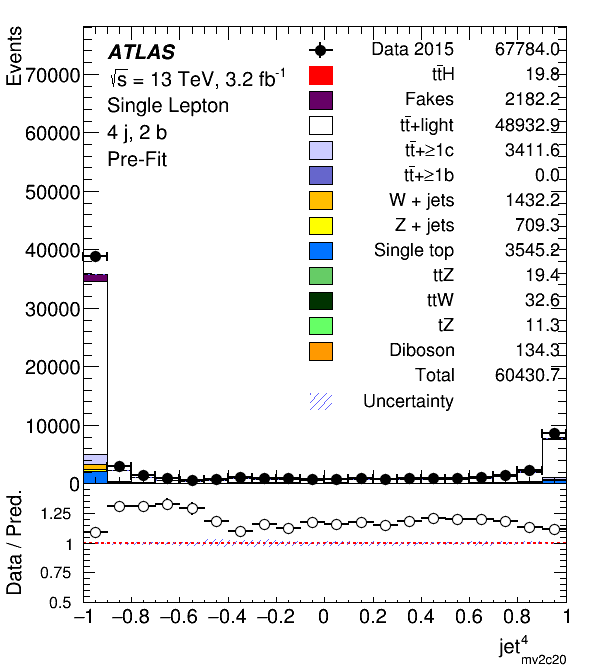 Events
70000
60000
50000
40000
30000
20000
10000
0
ATLAS
√s = 13 TeV, 3.2 fb⁻¹
Single Lepton
4 j, 2 b
Pre-Fit
Data 2015 67784.0
tt̄H 19.8
Fakes 2182.2
tt̄+light 48932.9
tt̄+≥1c 3411.6
tt̄+≥1b 0.0
W + jets 1432.2
Z + jets 709.3
Single top 3545.2
ttZ 19.4
ttW 32.6
tZ 11.3
Diboson 134.3
Total 60430.7
Uncertainty
Data / Pred.
1.25
1
0.75
0.5
−1 −0.8 −0.6 −0.4 −0.2 0 0.2 0.4 0.6 0.8 1
jet⁴mv2c20